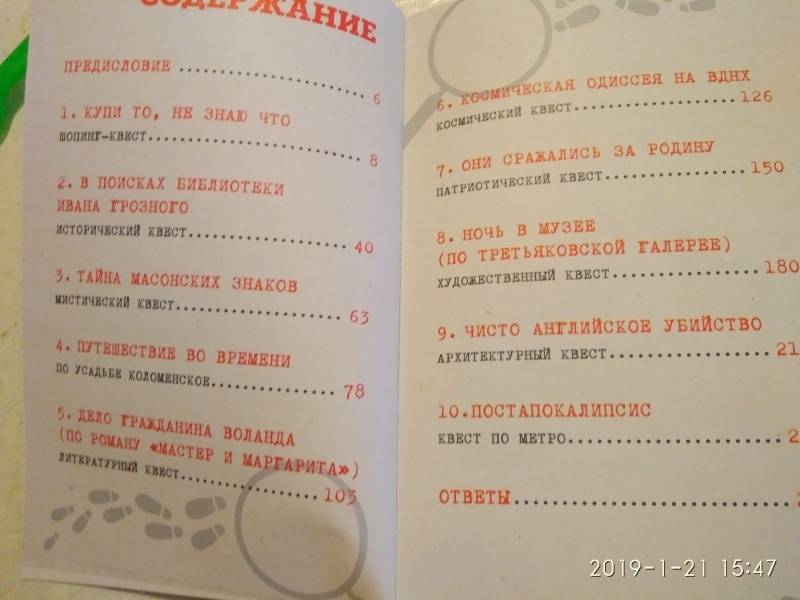 СОДЕРЖАНИЕ
ПРЕДИСЛОВИЕ .......................... 6
1. КУПИ ТО, НЕ ЗНАЮ ЧТО
ШОПИНГ-КВЕСТ.............................. 8
2. В ПОИСКАХ БИБЛИОТЕКИ
ИВАНА ГРОЗНОГО
ИСТОРИЧЕСКИЙ КВЕСТ...................... 40
3. ТАЙНА МАСОНСКИХ ЗНАКОВ
МИСТИЧЕСКИЙ КВЕСТ....................... 63
4. ПУТЕШЕСТВИЕ ВО ВРЕМЕНИ
ПО УСАДЬБЕ КОЛОМЕНСКОЕ................. 78
5. ДЕЛО ГРАЖДАНИНА ВОЛАНДА
(ПО РОМАНУ «МАСТЕР И МАРГАРИТА»)
ЛИТЕРАТУРНЫЙ КВЕСТ................... 103
6. КОСМИЧЕСКАЯ ОДИССЕЯ НА ВДНХ
КОСМИЧЕСКИЙ КВЕСТ..................... 126
7. ОНИ СРАЖАЛИСЬ ЗА РОДИНУ
ПАТРИОТИЧЕСКИЙ КВЕСТ.................. 150
8. НОЧЬ В МУЗЕЕ
(ПО ТРЕТЬЯКОВСКОЙ ГАЛЕРЕЕ)
ХУДОЖЕСТВЕННЫЙ КВЕСТ................... 180
9. ЧИСТО АНГЛИЙСКОЕ УБИЙСТВО
АРХИТЕКТУРНЫЙ КВЕСТ..................... 21
10. ПОСТАПОКАЛИПСИС
КВЕСТ ПО МЕТРО........................... 2
ОТВЕТЫ...................................
2019-1-21 15:47